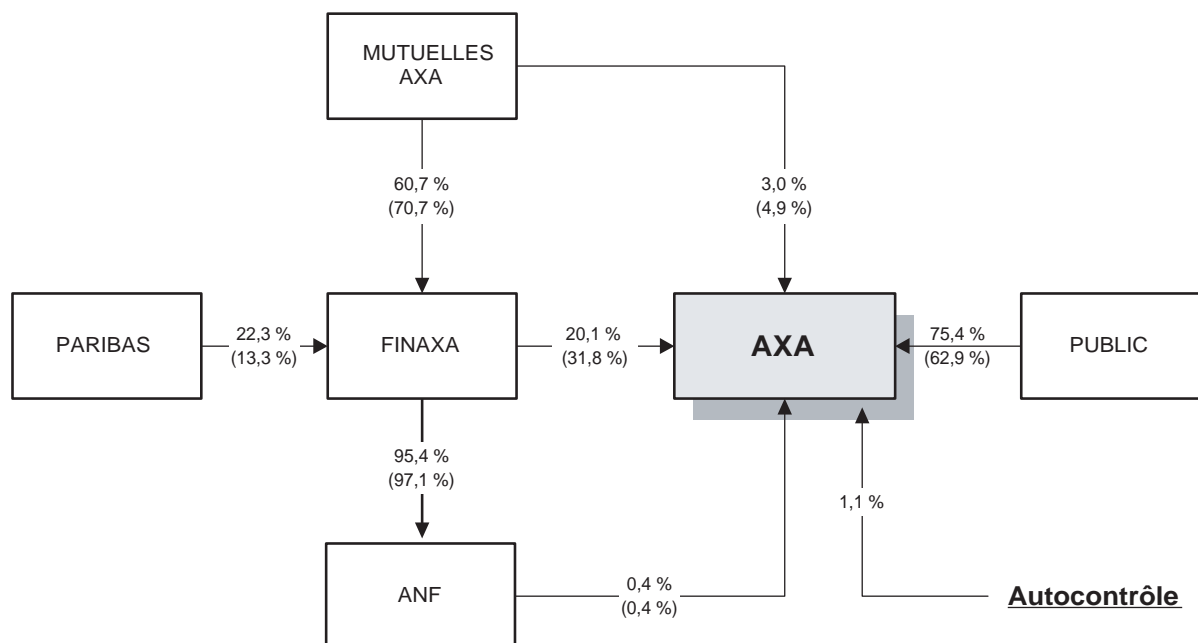 MUTUELLES
AXA
60,7 %
(70,7 %)
3,0 %
(4,9 %)
PARIBAS
22,3 %
(13,3 %)
FINAXA
20,1 %
(31,8 %)
AXA
75,4 %
(62,9 %)
PUBLIC
95,4 %
(97,1 %)
1,1 %
ANF
0,4 %
(0,4 %)
Autocontrôle